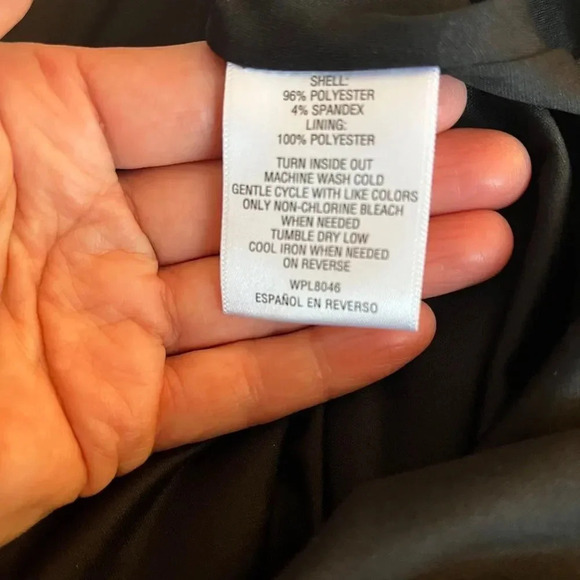 SHELL:
96% POLYESTER
4% SPANDEX
LINING:
100% POLYESTER
TURN INSIDE OUT
MACHINE WASH COLD
GENTLE CYCLE WITH LIKE COLORS
ONLY NON-CHLORINE BLEACH
WHEN NEEDED
TUMBLE DRY LOW
COOL IRON WHEN NEEDED
ON REVERSE
WPL8046
ESPAÑOL EN REVERSO